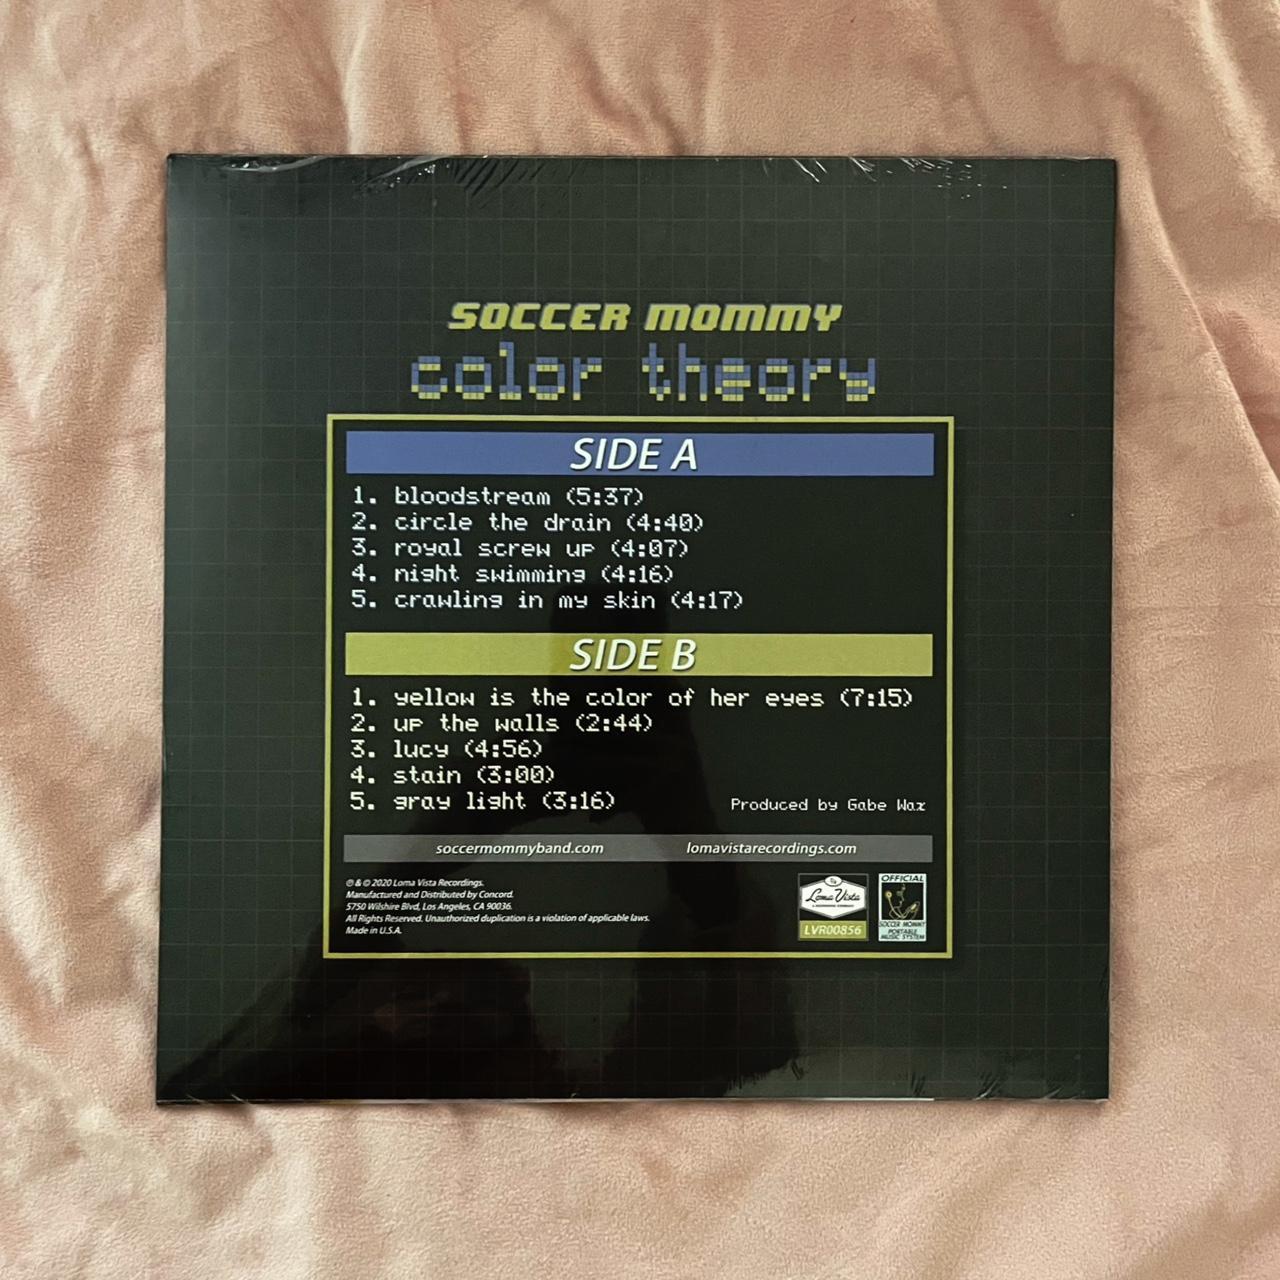 SOCCER MOMMY
color theory
SIDE A
1. bloodstream (5:37)
2. circle the drain (4:40)
3. royal screw up (4:07)
4. night swimming (4:16)
5. crawling in my skin (4:17)
SIDE B
1. yellow is the color of her eyes (7:15)
2. up the walls (2:44)
3. lucy (4:56)
4. stain (3:00)
5. gray light (3:16)
Produced by Gabe Wax
soccermommyband.com lomavistarecordings.com
℗ & © 2020 Loma Vista Recordings.
Manufactured and Distributed by Concord.
5750 Wilshire Blvd, Los Angeles, CA 90036.
All Rights Reserved. Unauthorized duplication is a violation of applicable laws.
Made in U.S.A.
Loma Vista
LVR00856
OFFICIAL
SOCCER MOMMY
PORTABLE
MUSIC SYSTEM